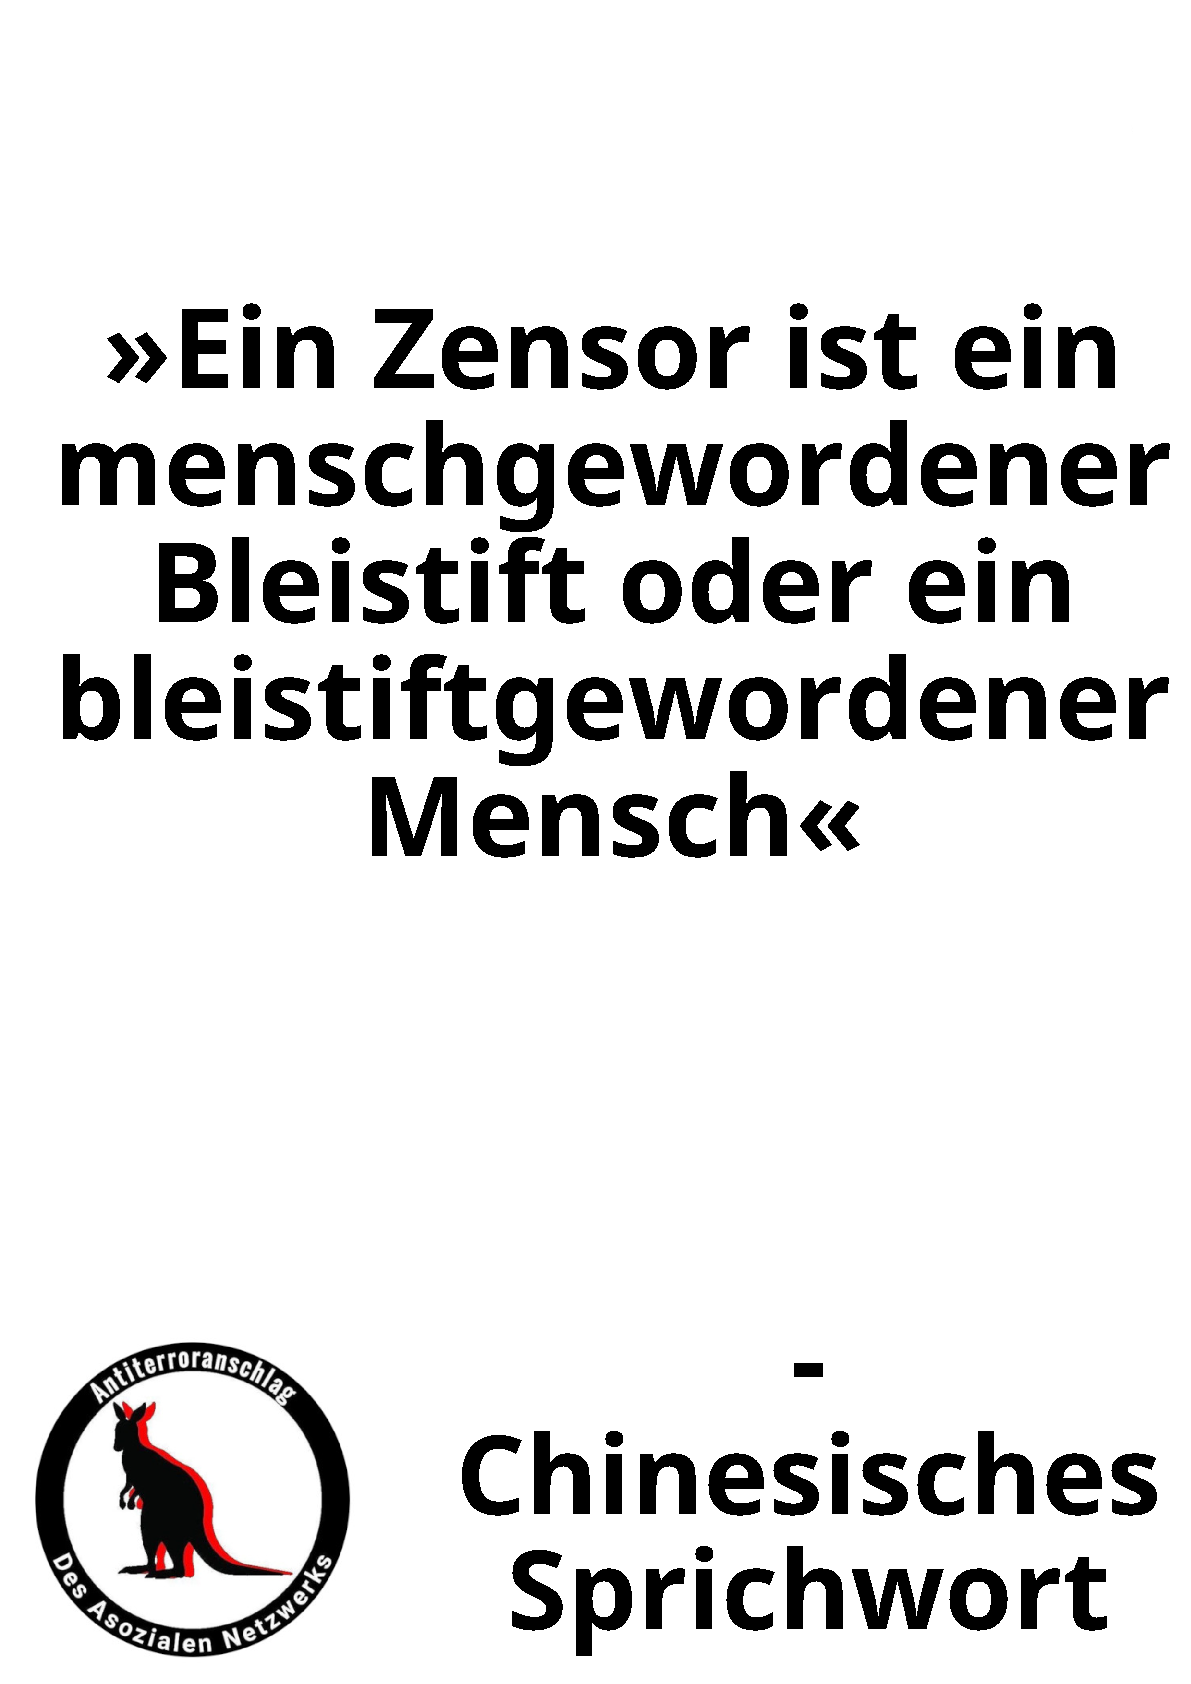 »Ein Zensor ist ein
menschgewordener
Bleistift oder ein
bleistiftgewordener
Mensch«
-
Chinesisches
Sprichwort
Antiterroranschlag
Des Asozialen Netzwerks